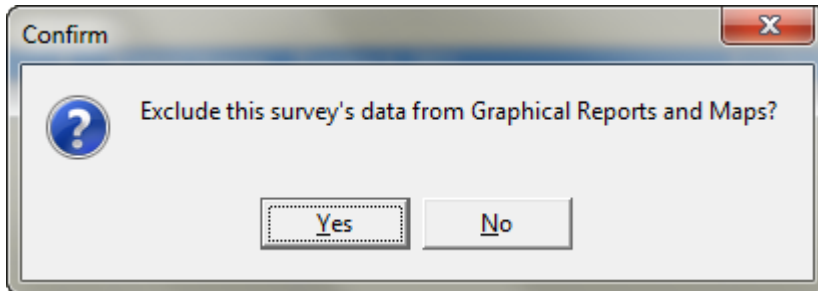 Confirm
Exclude this survey's data from Graphical Reports and Maps?
Yes
No